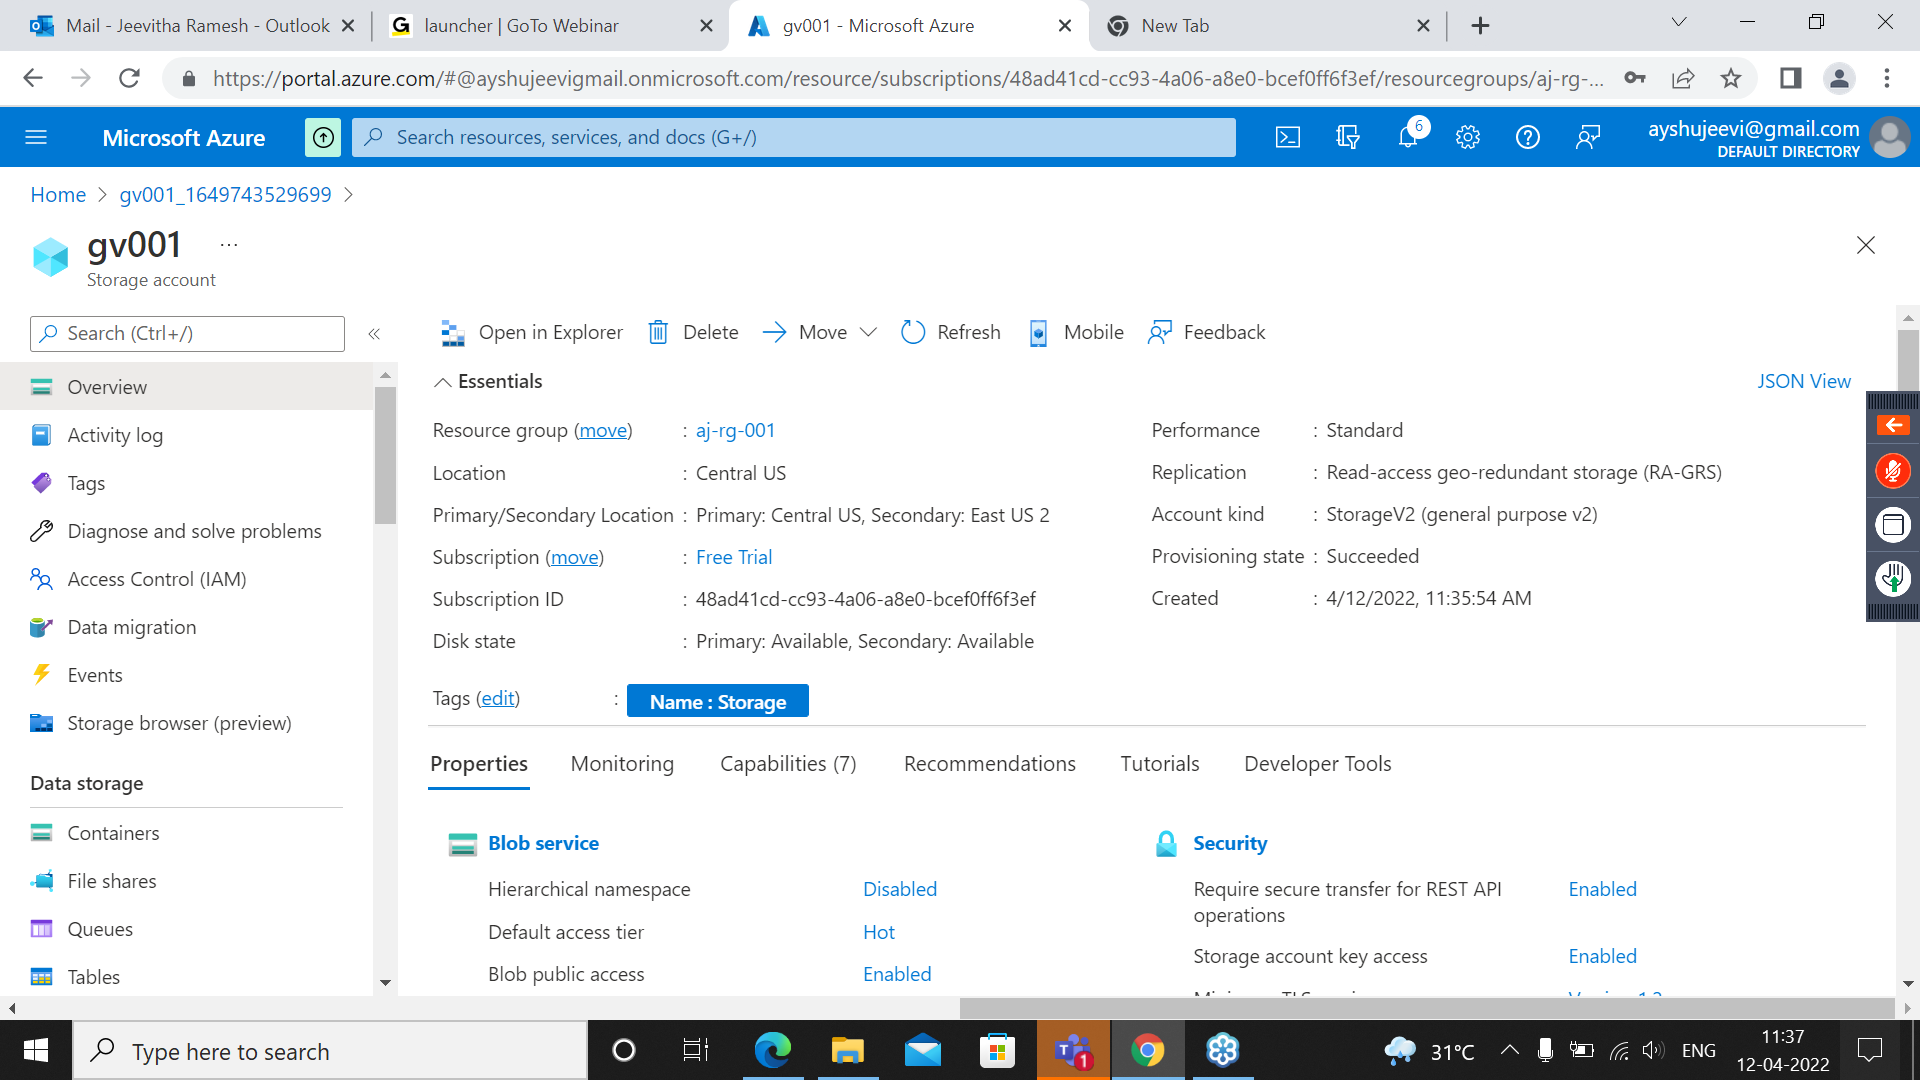 Mail - Jeevitha Ramesh - Outlook
launcher | GoTo Webinar
gv001 - Microsoft Azure
New Tab
https://portal.azure.com/#@ayshujeevigmail.onmicrosoft.com/resource/subscriptions/48ad41cd-cc93-4a06-a8e0-bcef0ff6f3ef/resourcegroups/aj-rg-...
Microsoft Azure
Search resources, services, and docs (G+/)
6
ayshujeevi@gmail.com
DEFAULT DIRECTORY
Home > gv001_1649743529699 >
gv001 ...
Storage account
Search (Ctrl+/)
«
Overview
Activity log
Tags
Diagnose and solve problems
Access Control (IAM)
Data migration
Events
Storage browser (preview)
Data storage
Containers
File shares
Queues
Tables
Open in Explorer Delete Move Refresh Mobile Feedback
Essentials
JSON View
Resource group (move) : aj-rg-001
Location : Central US
Primary/Secondary Location : Primary: Central US, Secondary: East US 2
Subscription (move) : Free Trial
Subscription ID : 48ad41cd-cc93-4a06-a8e0-bcef0ff6f3ef
Disk state : Primary: Available, Secondary: Available
Performance : Standard
Replication : Read-access geo-redundant storage (RA-GRS)
Account kind : StorageV2 (general purpose v2)
Provisioning state : Succeeded
Created : 4/12/2022, 11:35:54 AM
Tags (edit) : Name : Storage
Properties Monitoring Capabilities (7) Recommendations Tutorials Developer Tools
Blob service
Hierarchical namespace Disabled
Default access tier Hot
Blob public access Enabled
Security
Require secure transfer for REST API operations Enabled
Storage account key access Enabled
Type here to search
1
31°C
ENG
11:37
12-04-2022